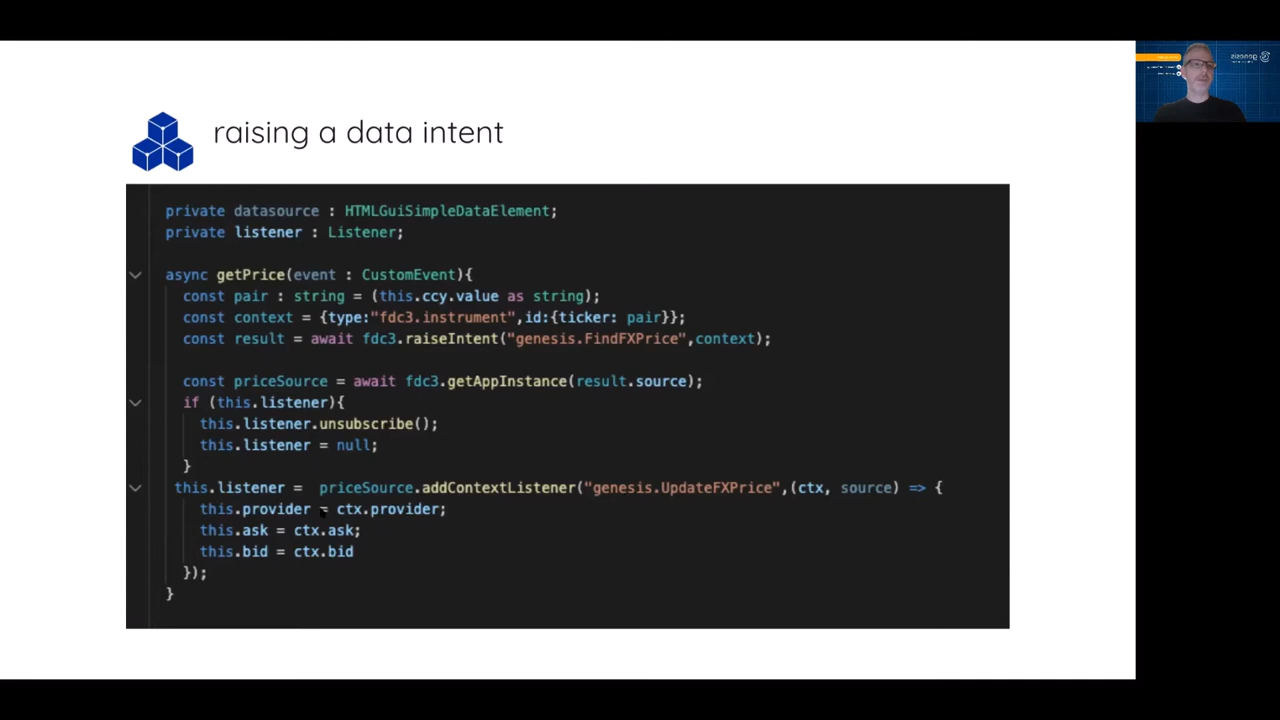 raising a data intent
private datasource : HTMLGuiSimpleDataElement;
private listener : Listener;
async getPrice(event : CustomEvent){
const pair : string = (this.ccy.value as string);
const context = {type:"fdc3.instrument",id:{ticker: pair}};
const result = await fdc3.raiseIntent("genesis.FindFXPrice",context);
const priceSource = await fdc3.getAppInstance(result.source);
if (this.listener){
this.listener.unsubscribe();
this.listener = null;
}
this.listener = priceSource.addContextListener("genesis.UpdateFXPrice",(ctx, source) => {
this.provider = ctx.provider;
this.ask = ctx.ask;
this.bid = ctx.bid
});
}
genesis